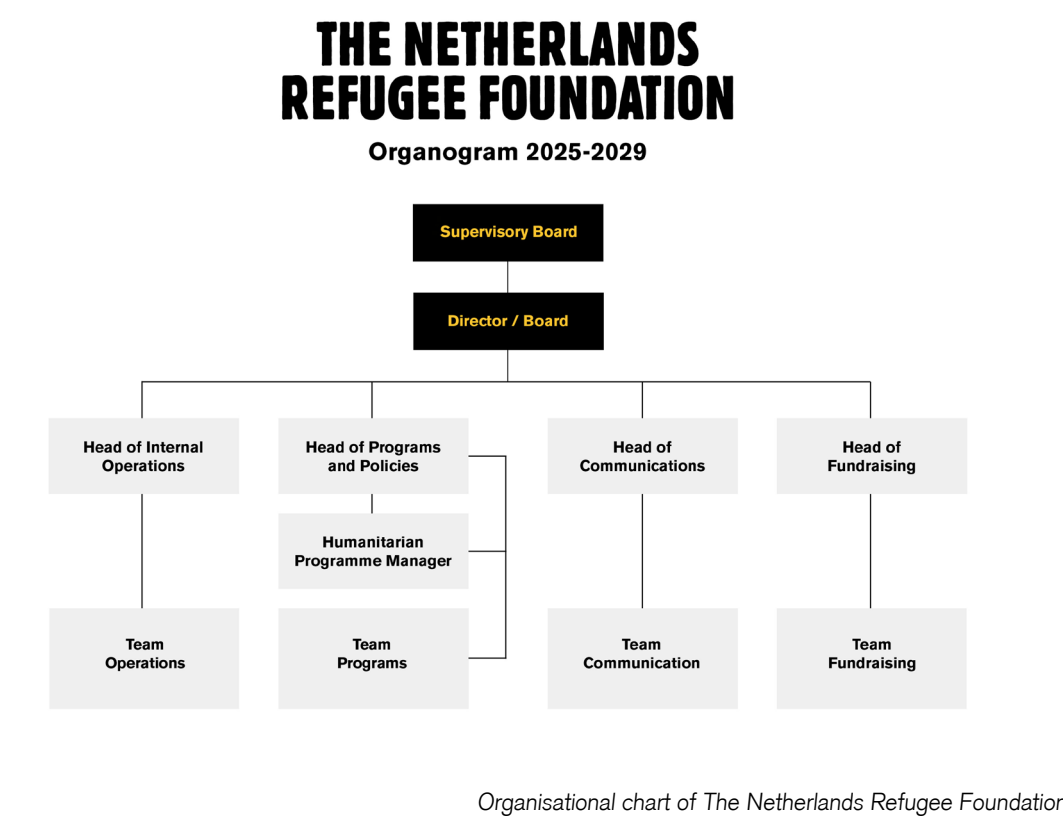 THE NETHERLANDS
REFUGEE FOUNDATION
Organogram 2025-2029
Supervisory Board
Director / Board
Head of Internal
Operations
Head of Programs
and Policies
Head of
Communications
Head of
Fundraising
Humanitarian
Programme Manager
Team
Operations
Team
Programs
Team
Communication
Team
Fundraising
Organisational chart of The Netherlands Refugee Foundation